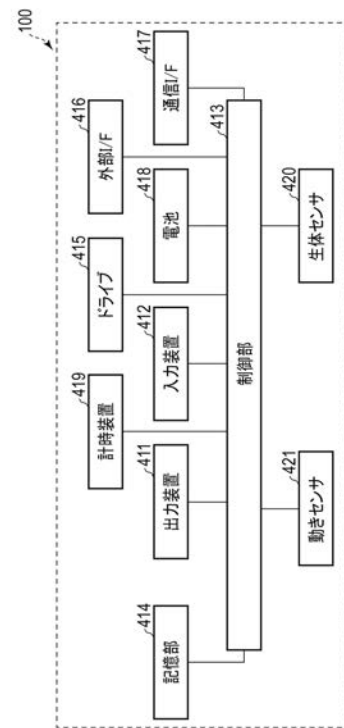 100
416
外部I/F
417
通信I/F
415
ドライブ
418
電池
419
計時装置
412
入力装置
411
出力装置
414
記憶部
413
制御部
421
動きセンサ
420
生体センサ